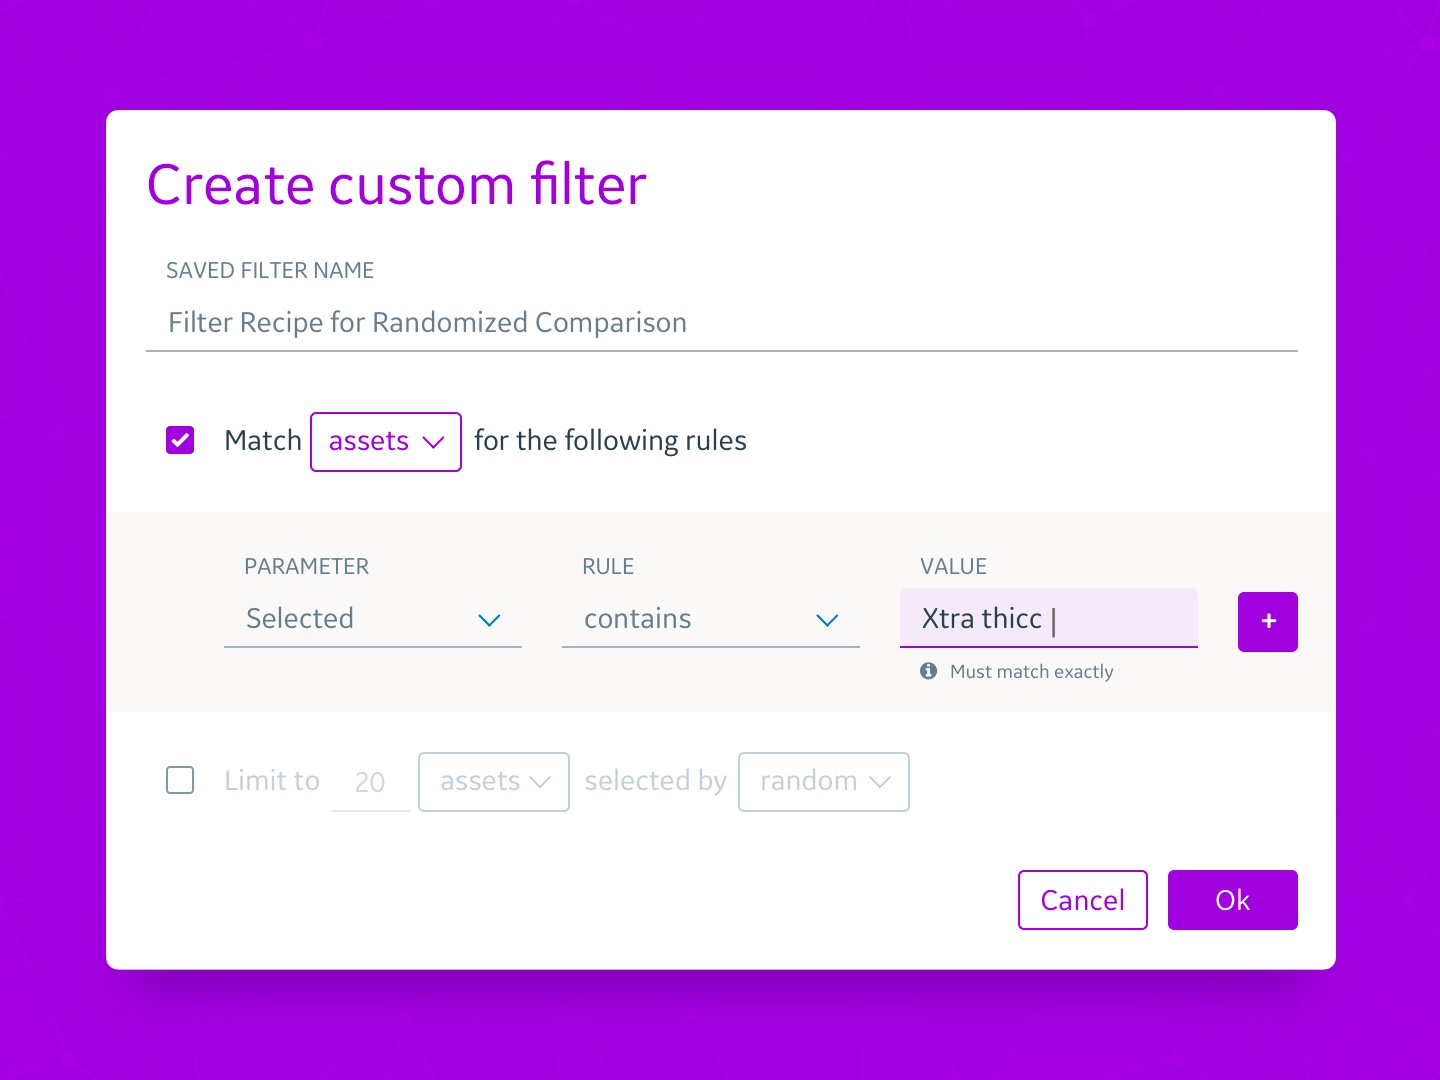 Create custom filter
SAVED FILTER NAME
Filter Recipe for Randomized Comparison
Match assets for the following rules
PARAMETER RULE VALUE
Selected contains Xtra thicc +
Must match exactly
Limit to 20 assets selected by random
Cancel Ok